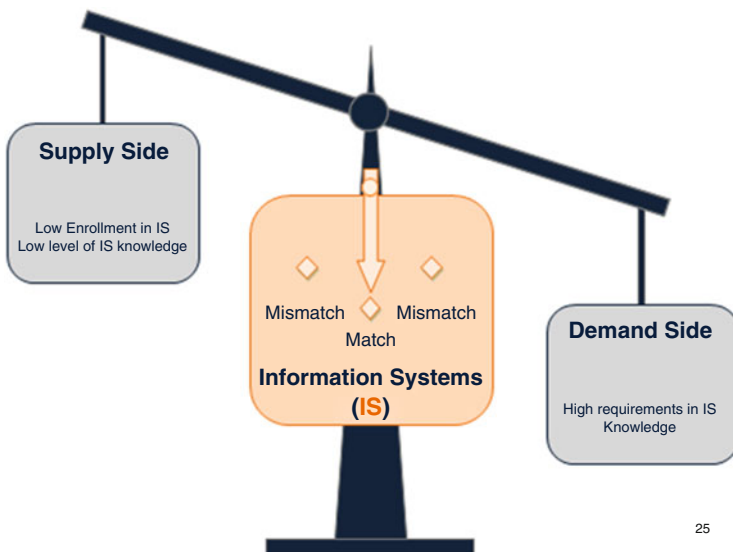 Supply Side
Low Enrollment in IS
Low level of IS knowledge
Mismatch
Mismatch
Match
Information Systems
(IS)
Demand Side
High requirements in IS
Knowledge
25